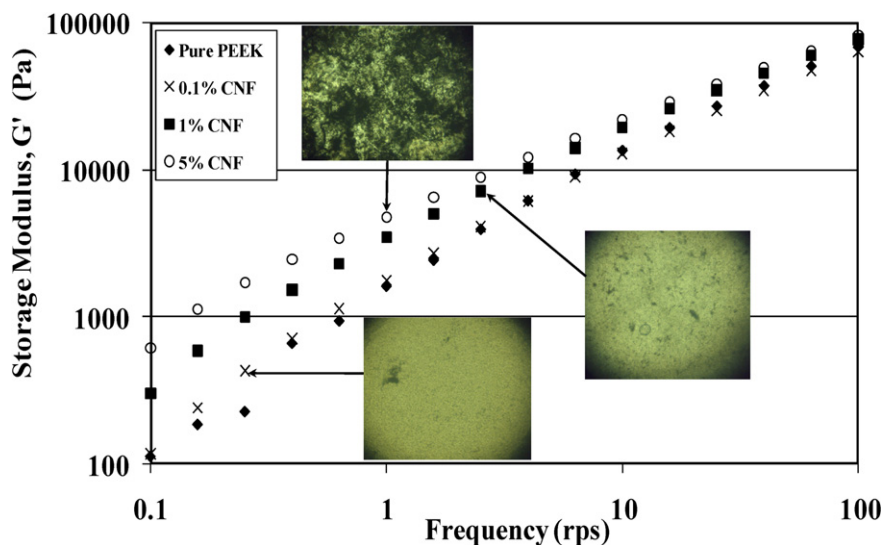 100000
10000
1000
100
Storage Modulus, G' (Pa)
Pure PEEK
0.1% CNF
1% CNF
5% CNF
0.1
1
10
100
Frequency (rps)